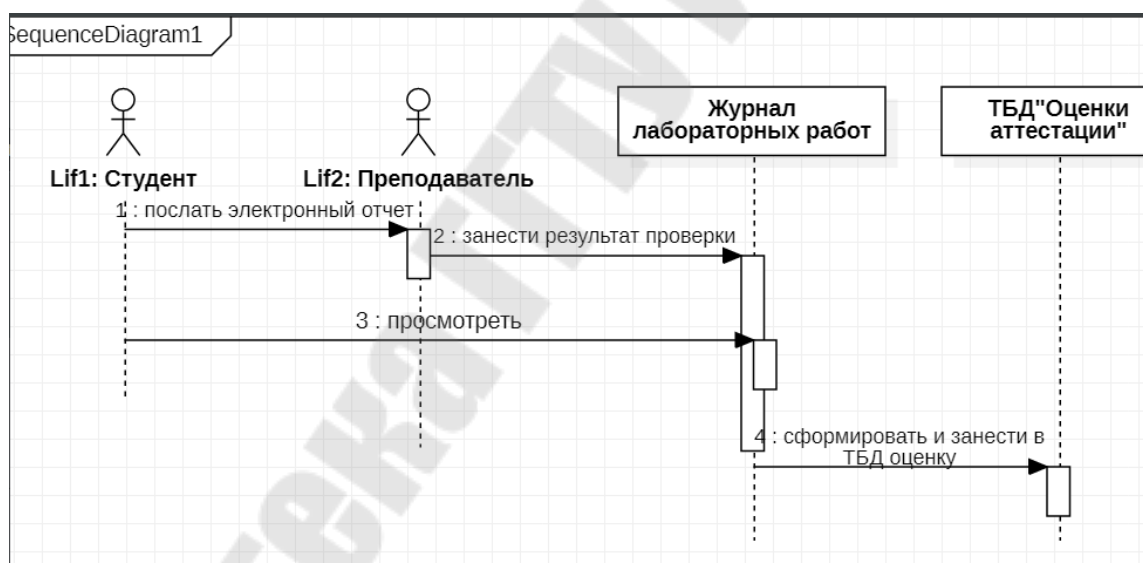 SequenceDiagram1
Журнал
лабораторных работ
ТБД"Оценки
аттестации"
Lif1: Студент
Lif2: Преподаватель
1 : послать электронный отчет
2 : занести результат проверки
3 : просмотреть
4 : сформировать и занести в
ТБД оценку